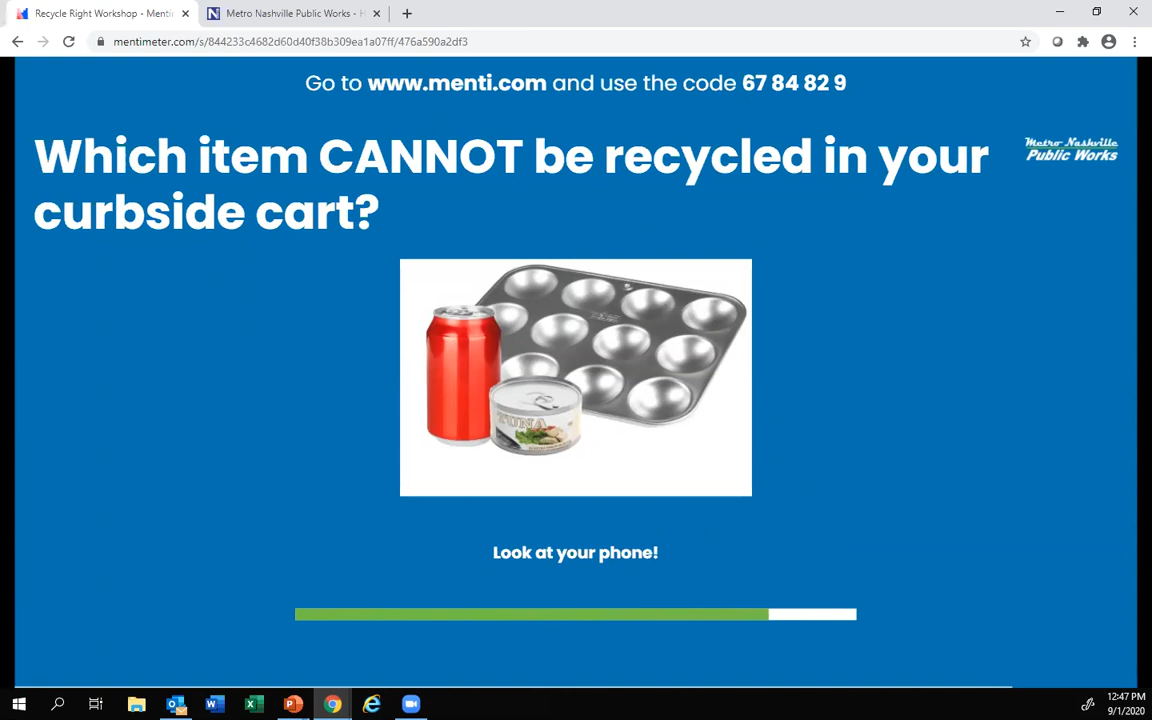 Recycle Right Workshop - Menti
Metro Nashville Public Works - H
mentimeter.com/s/844233c4682d60d40f38b309ea1a07ff/476a590a2df3
Go to www.menti.com and use the code 67 84 82 9
Which item CANNOT be recycled in your
curbside cart?
Metro Nashville
Public Works
TUNA
Look at your phone!
12:47 PM
9/1/2020